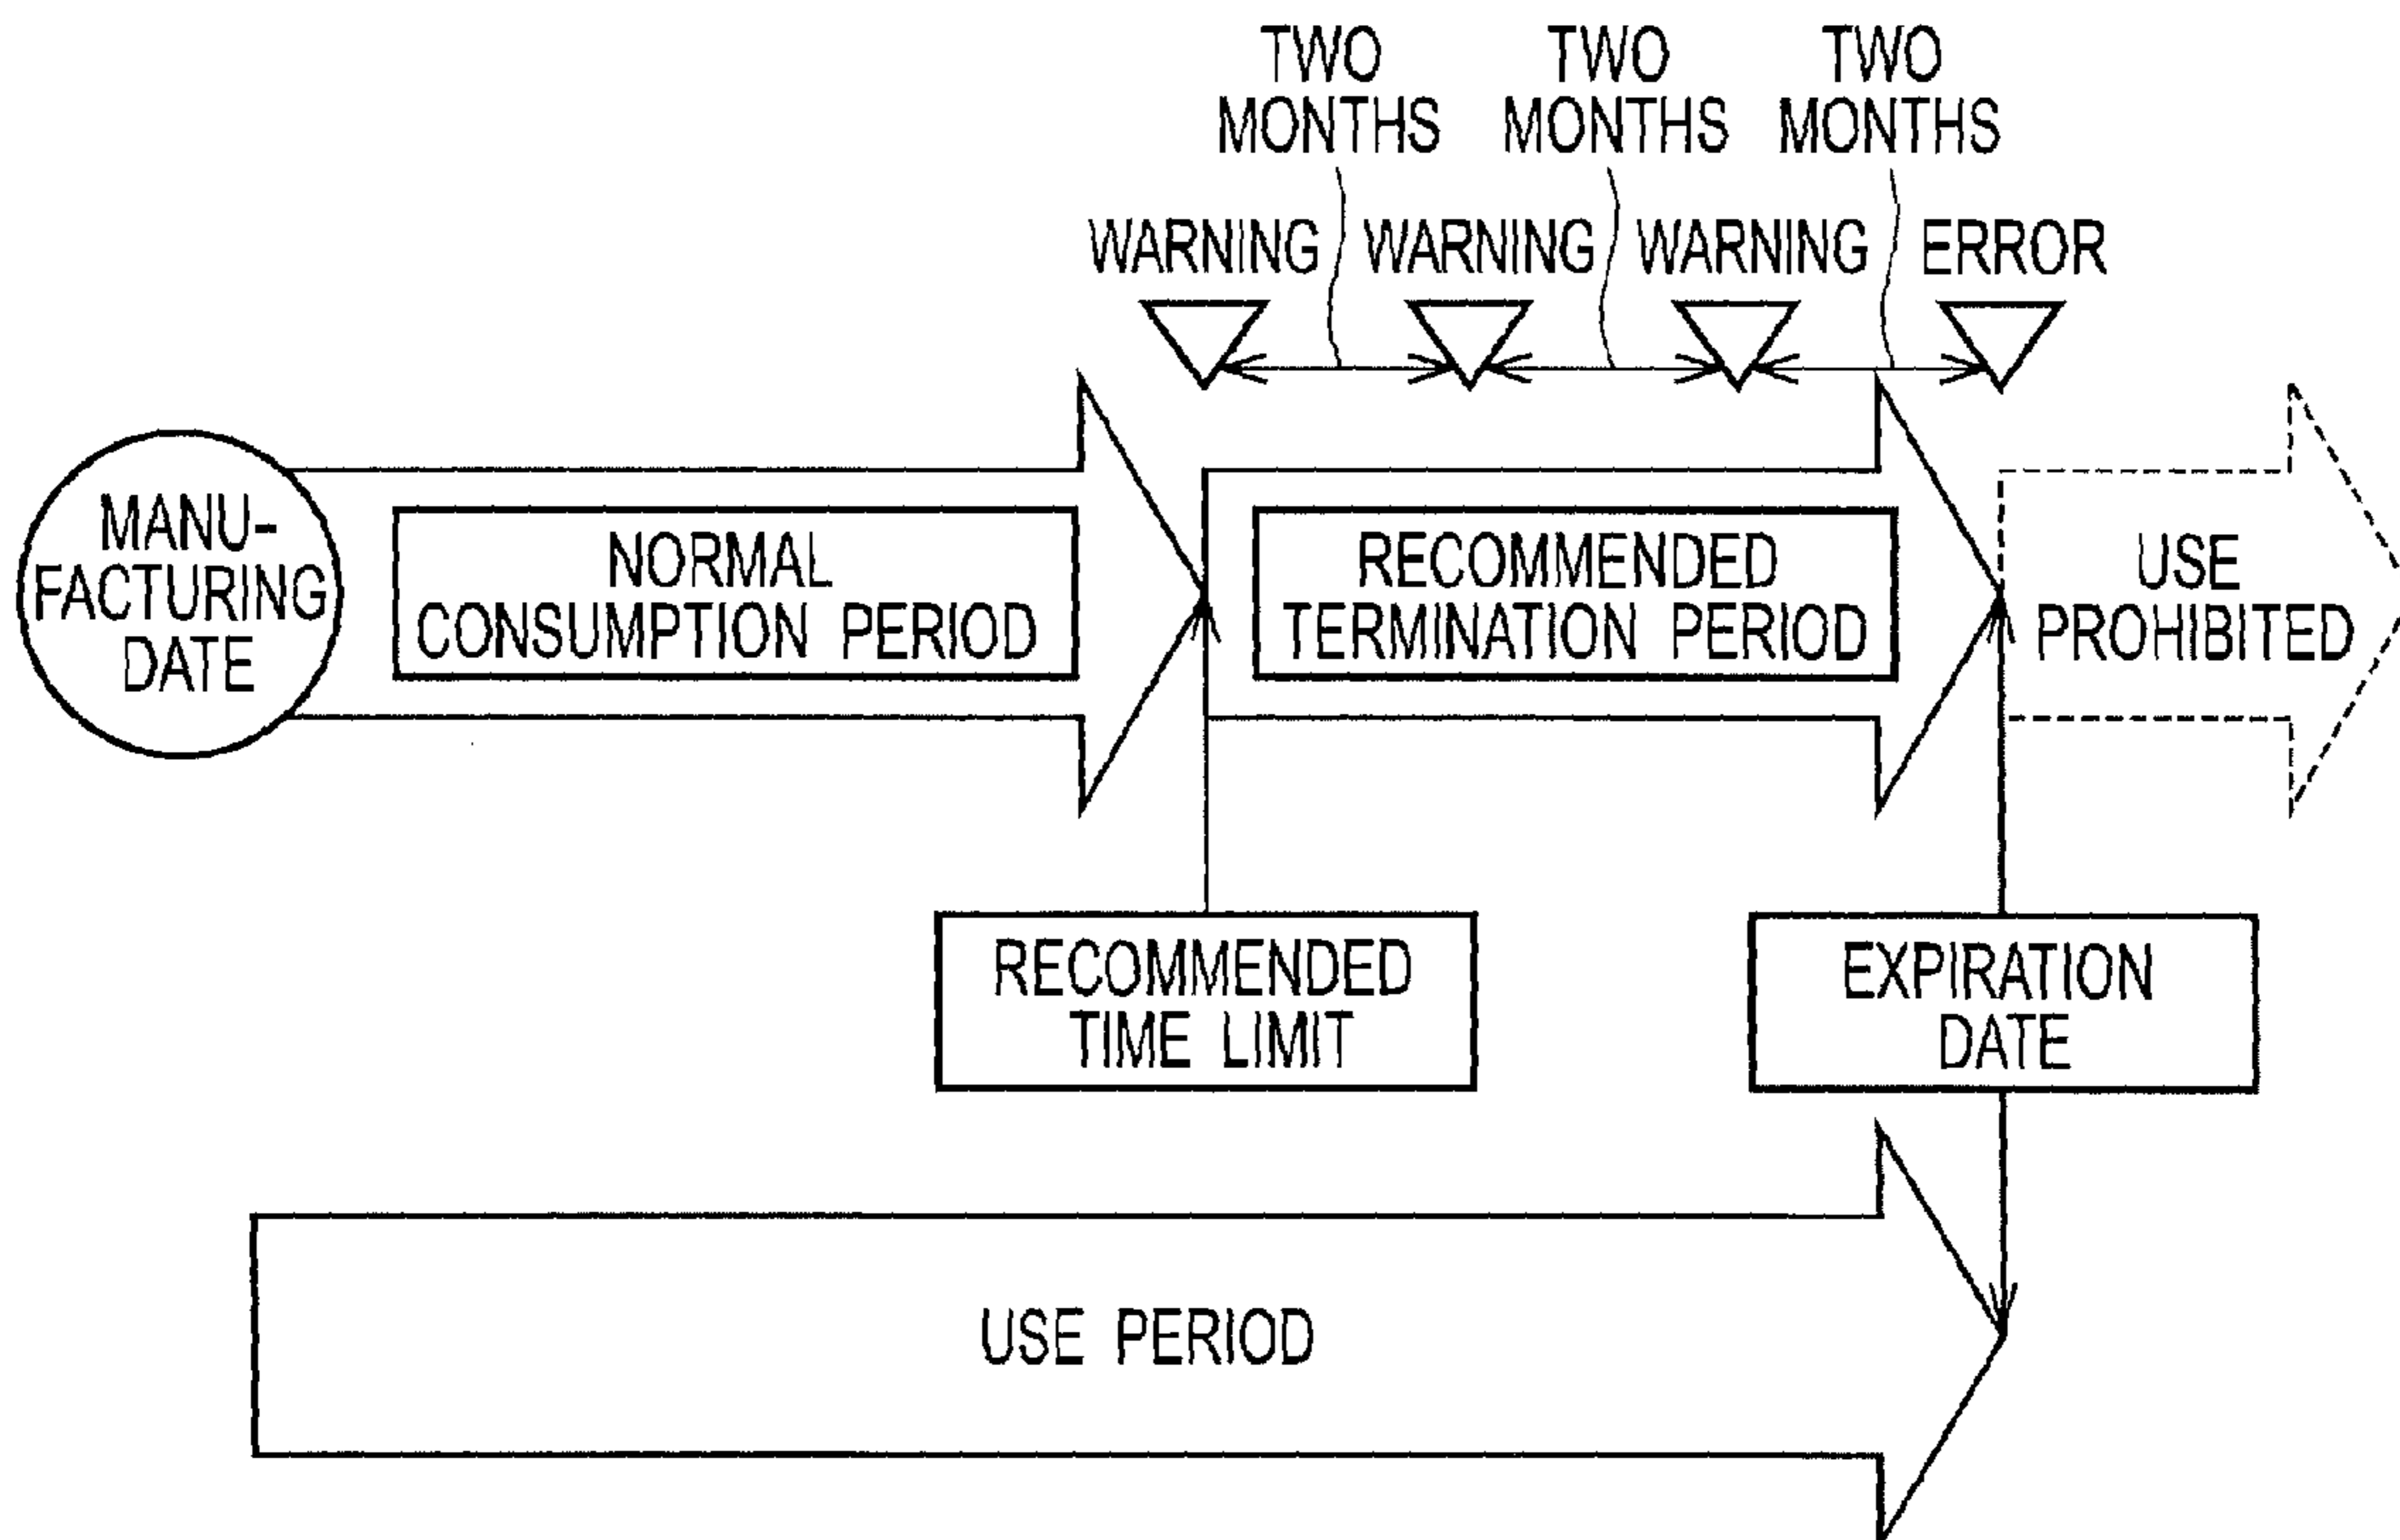 TWO
MONTHS
TWO
MONTHS
TWO
MONTHS
WARNING
WARNING
WARNING
ERROR
MANU-
FACTURING
DATE
NORMAL
CONSUMPTION PERIOD
RECOMMENDED
TERMINATION PERIOD
USE
PROHIBITED
RECOMMENDED
TIME LIMIT
EXPIRATION
DATE
USE PERIOD